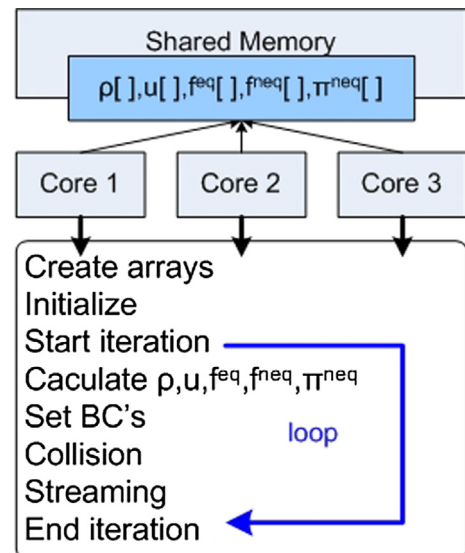 Shared Memory
ρ[ ],u[ ],f^eq[ ],f^neq[ ],π^neq[ ]
Core 1
Core 2
Core 3
Create arrays
Initialize
Start iteration
Caculate ρ,u,f^eq,f^neq,π^neq
Set BC's
loop
Collision
Streaming
End iteration